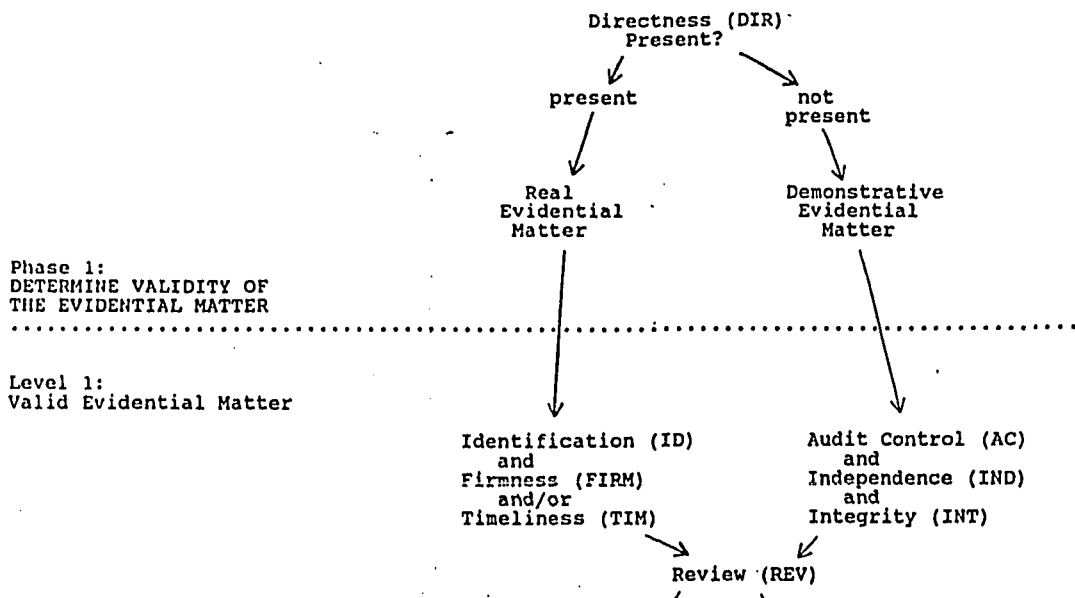 Directness (DIR)
Present?
present
not
present
Real
Evidential
Matter
Demonstrative
Evidential
Matter
Phase 1:
DETERMINE VALIDITY OF
THE EVIDENTIAL MATTER
Level 1:
Valid Evidential Matter
Identification (ID)
and
Firmness (FIRM)
and/or
Timeliness (TIM)
Audit Control (AC)
and
Independence (IND)
and
Integrity (INT)
Review (REV)